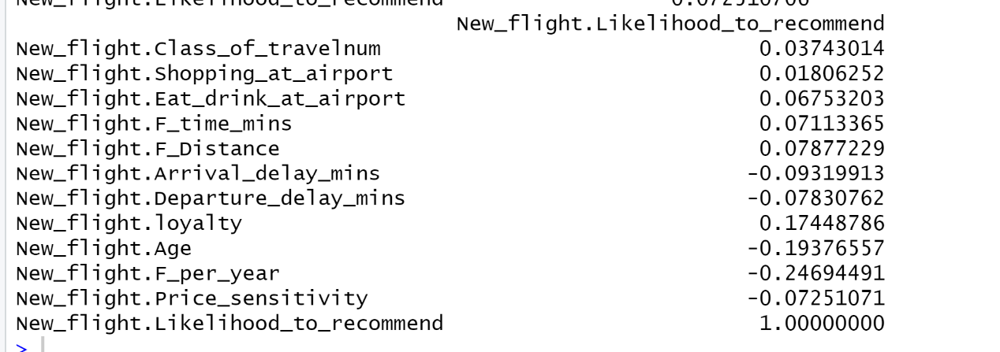 New_flight.Likelihood_to_recommend
New_flight.Likelihood_to_recommend
New_flight.Class_of_travelnum 0.03743014
New_flight.Shopping_at_airport 0.01806252
New_flight.Eat_drink_at_airport 0.06753203
New_flight.F_time_mins 0.07113365
New_flight.F_Distance 0.07877229
New_flight.Arrival_delay_mins -0.09319913
New_flight.Departure_delay_mins -0.07830762
New_flight.loyalty 0.17448786
New_flight.Age -0.19376557
New_flight.F_per_year -0.24694491
New_flight.Price_sensitivity -0.07251071
New_flight.Likelihood_to_recommend 1.00000000
>